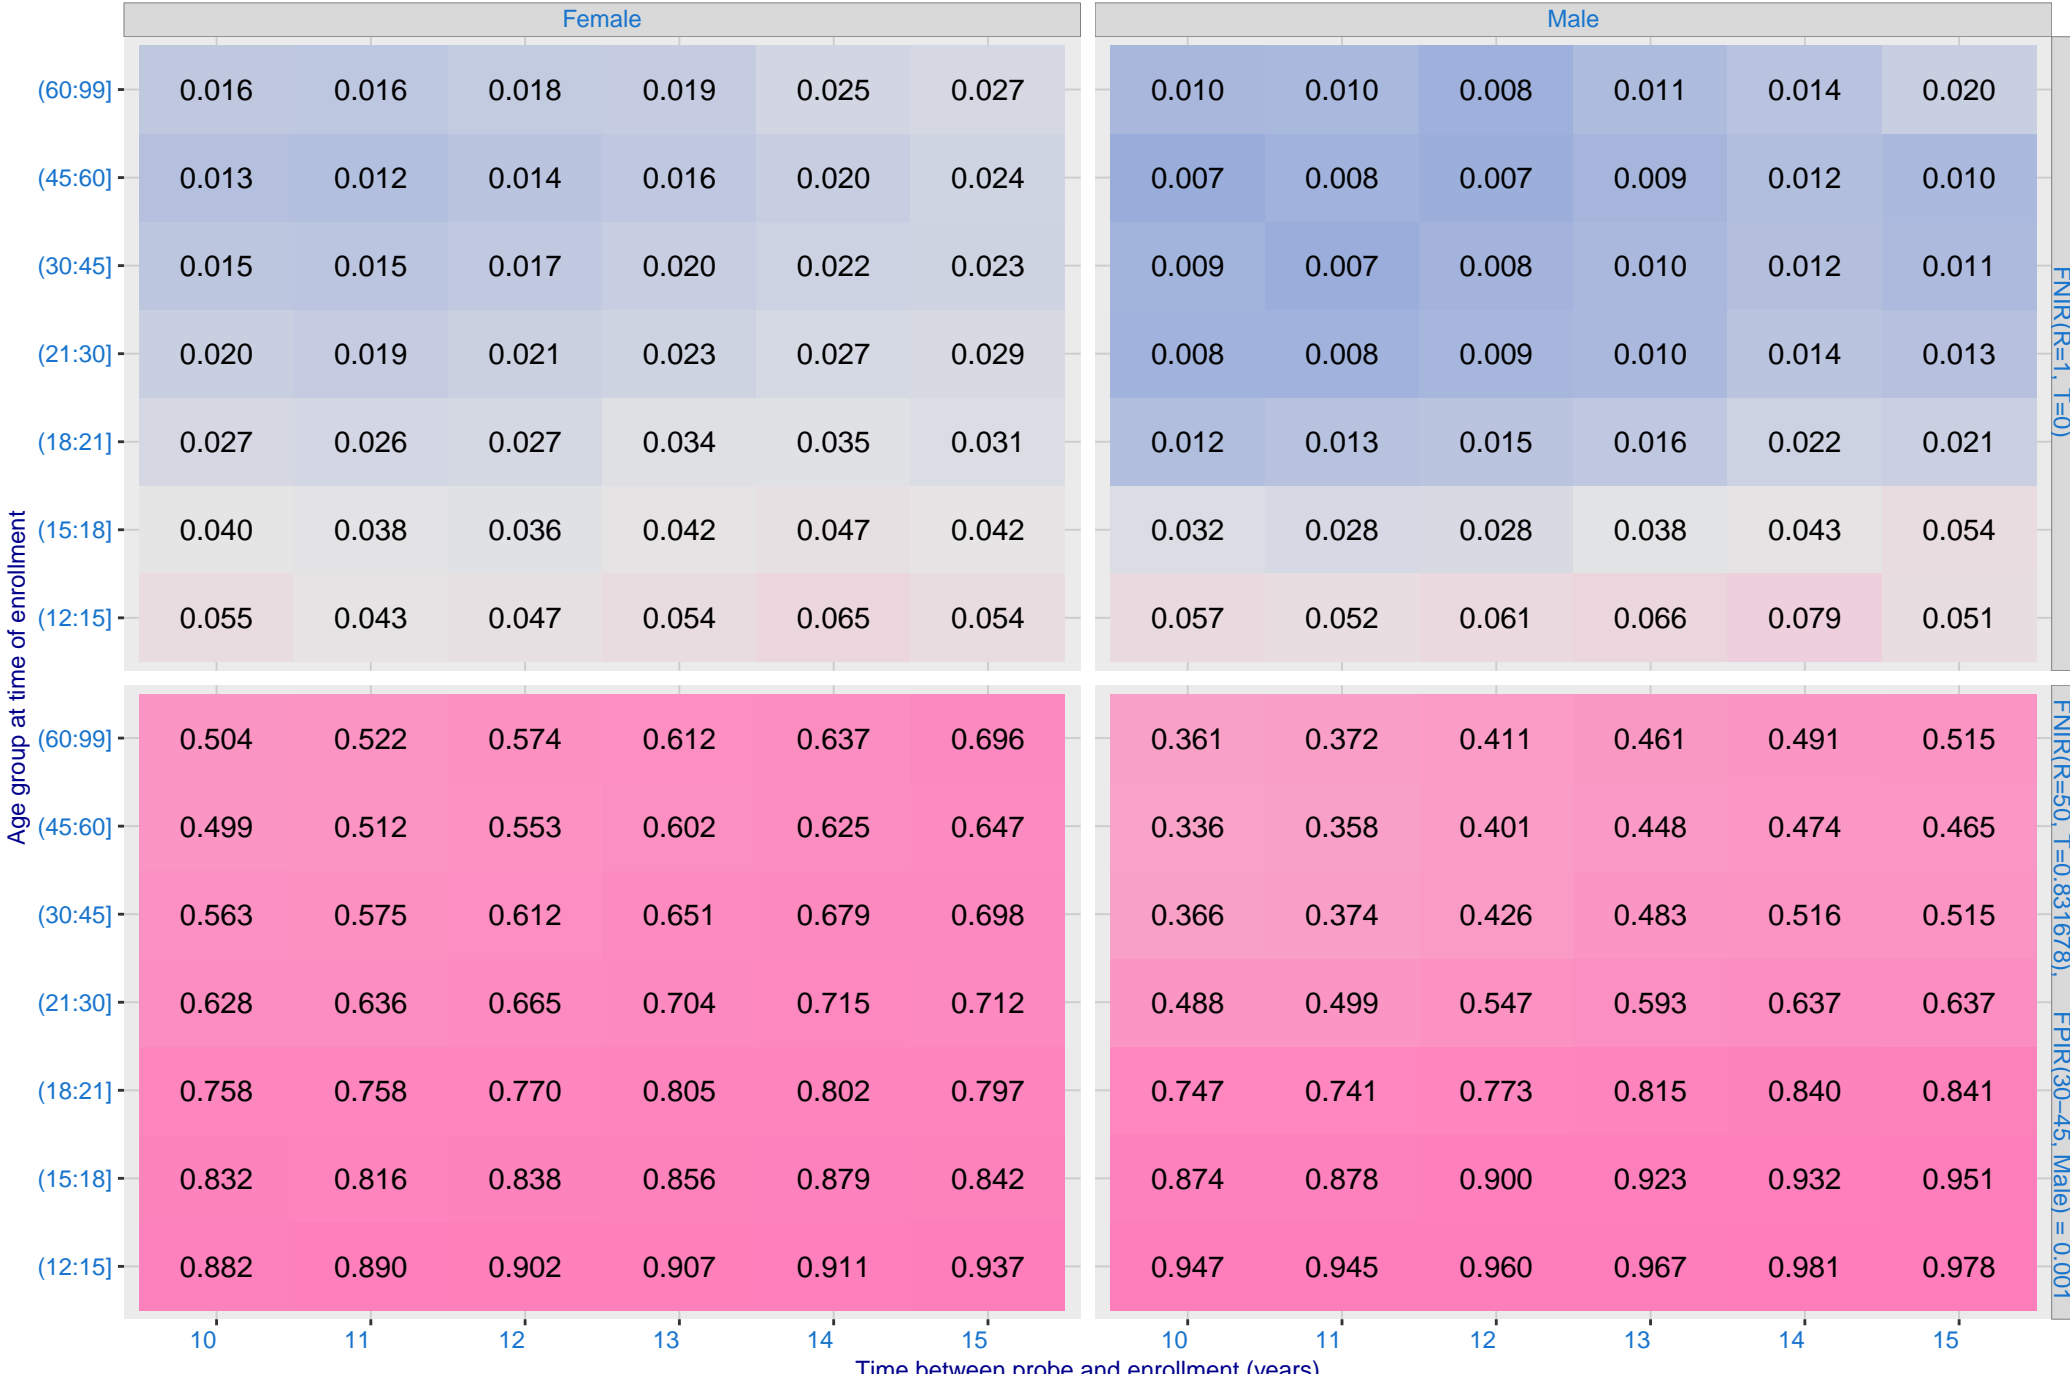 Female Male
(60:99] 0.016 0.016 0.018 0.019 0.025 0.027 0.010 0.010 0.008 0.011 0.014 0.020
(45:60] 0.013 0.012 0.014 0.016 0.020 0.024 0.007 0.008 0.007 0.009 0.012 0.010
(30:45] 0.015 0.015 0.017 0.020 0.022 0.023 0.009 0.007 0.008 0.010 0.012 0.011
(21:30] 0.020 0.019 0.021 0.023 0.027 0.029 0.008 0.008 0.009 0.010 0.014 0.013
(18:21] 0.027 0.026 0.027 0.034 0.035 0.031 0.012 0.013 0.015 0.016 0.022 0.021
(15:18] 0.040 0.038 0.036 0.042 0.047 0.042 0.032 0.028 0.028 0.038 0.043 0.054
(12:15] 0.055 0.043 0.047 0.054 0.065 0.054 0.057 0.052 0.061 0.066 0.079 0.051
FNIR(R=1, T=0)
Age group at time of enrollment
(60:99] 0.504 0.522 0.574 0.612 0.637 0.696 0.361 0.372 0.411 0.461 0.491 0.515
(45:60] 0.499 0.512 0.553 0.602 0.625 0.647 0.336 0.358 0.401 0.448 0.474 0.465
(30:45] 0.563 0.575 0.612 0.651 0.679 0.698 0.366 0.374 0.426 0.483 0.516 0.515
(21:30] 0.628 0.636 0.665 0.704 0.715 0.712 0.488 0.499 0.547 0.593 0.637 0.637
(18:21] 0.758 0.758 0.770 0.805 0.802 0.797 0.747 0.741 0.773 0.815 0.840 0.841
(15:18] 0.832 0.816 0.838 0.856 0.879 0.842 0.874 0.878 0.900 0.923 0.932 0.951
(12:15] 0.882 0.890 0.902 0.907 0.911 0.937 0.947 0.945 0.960 0.967 0.981 0.978
FNIR(R=50, T=0.831678), FPIR(30−45, Male) = 0.001
10 11 12 13 14 15 10 11 12 13 14 15
Time between probe and enrollment (years)